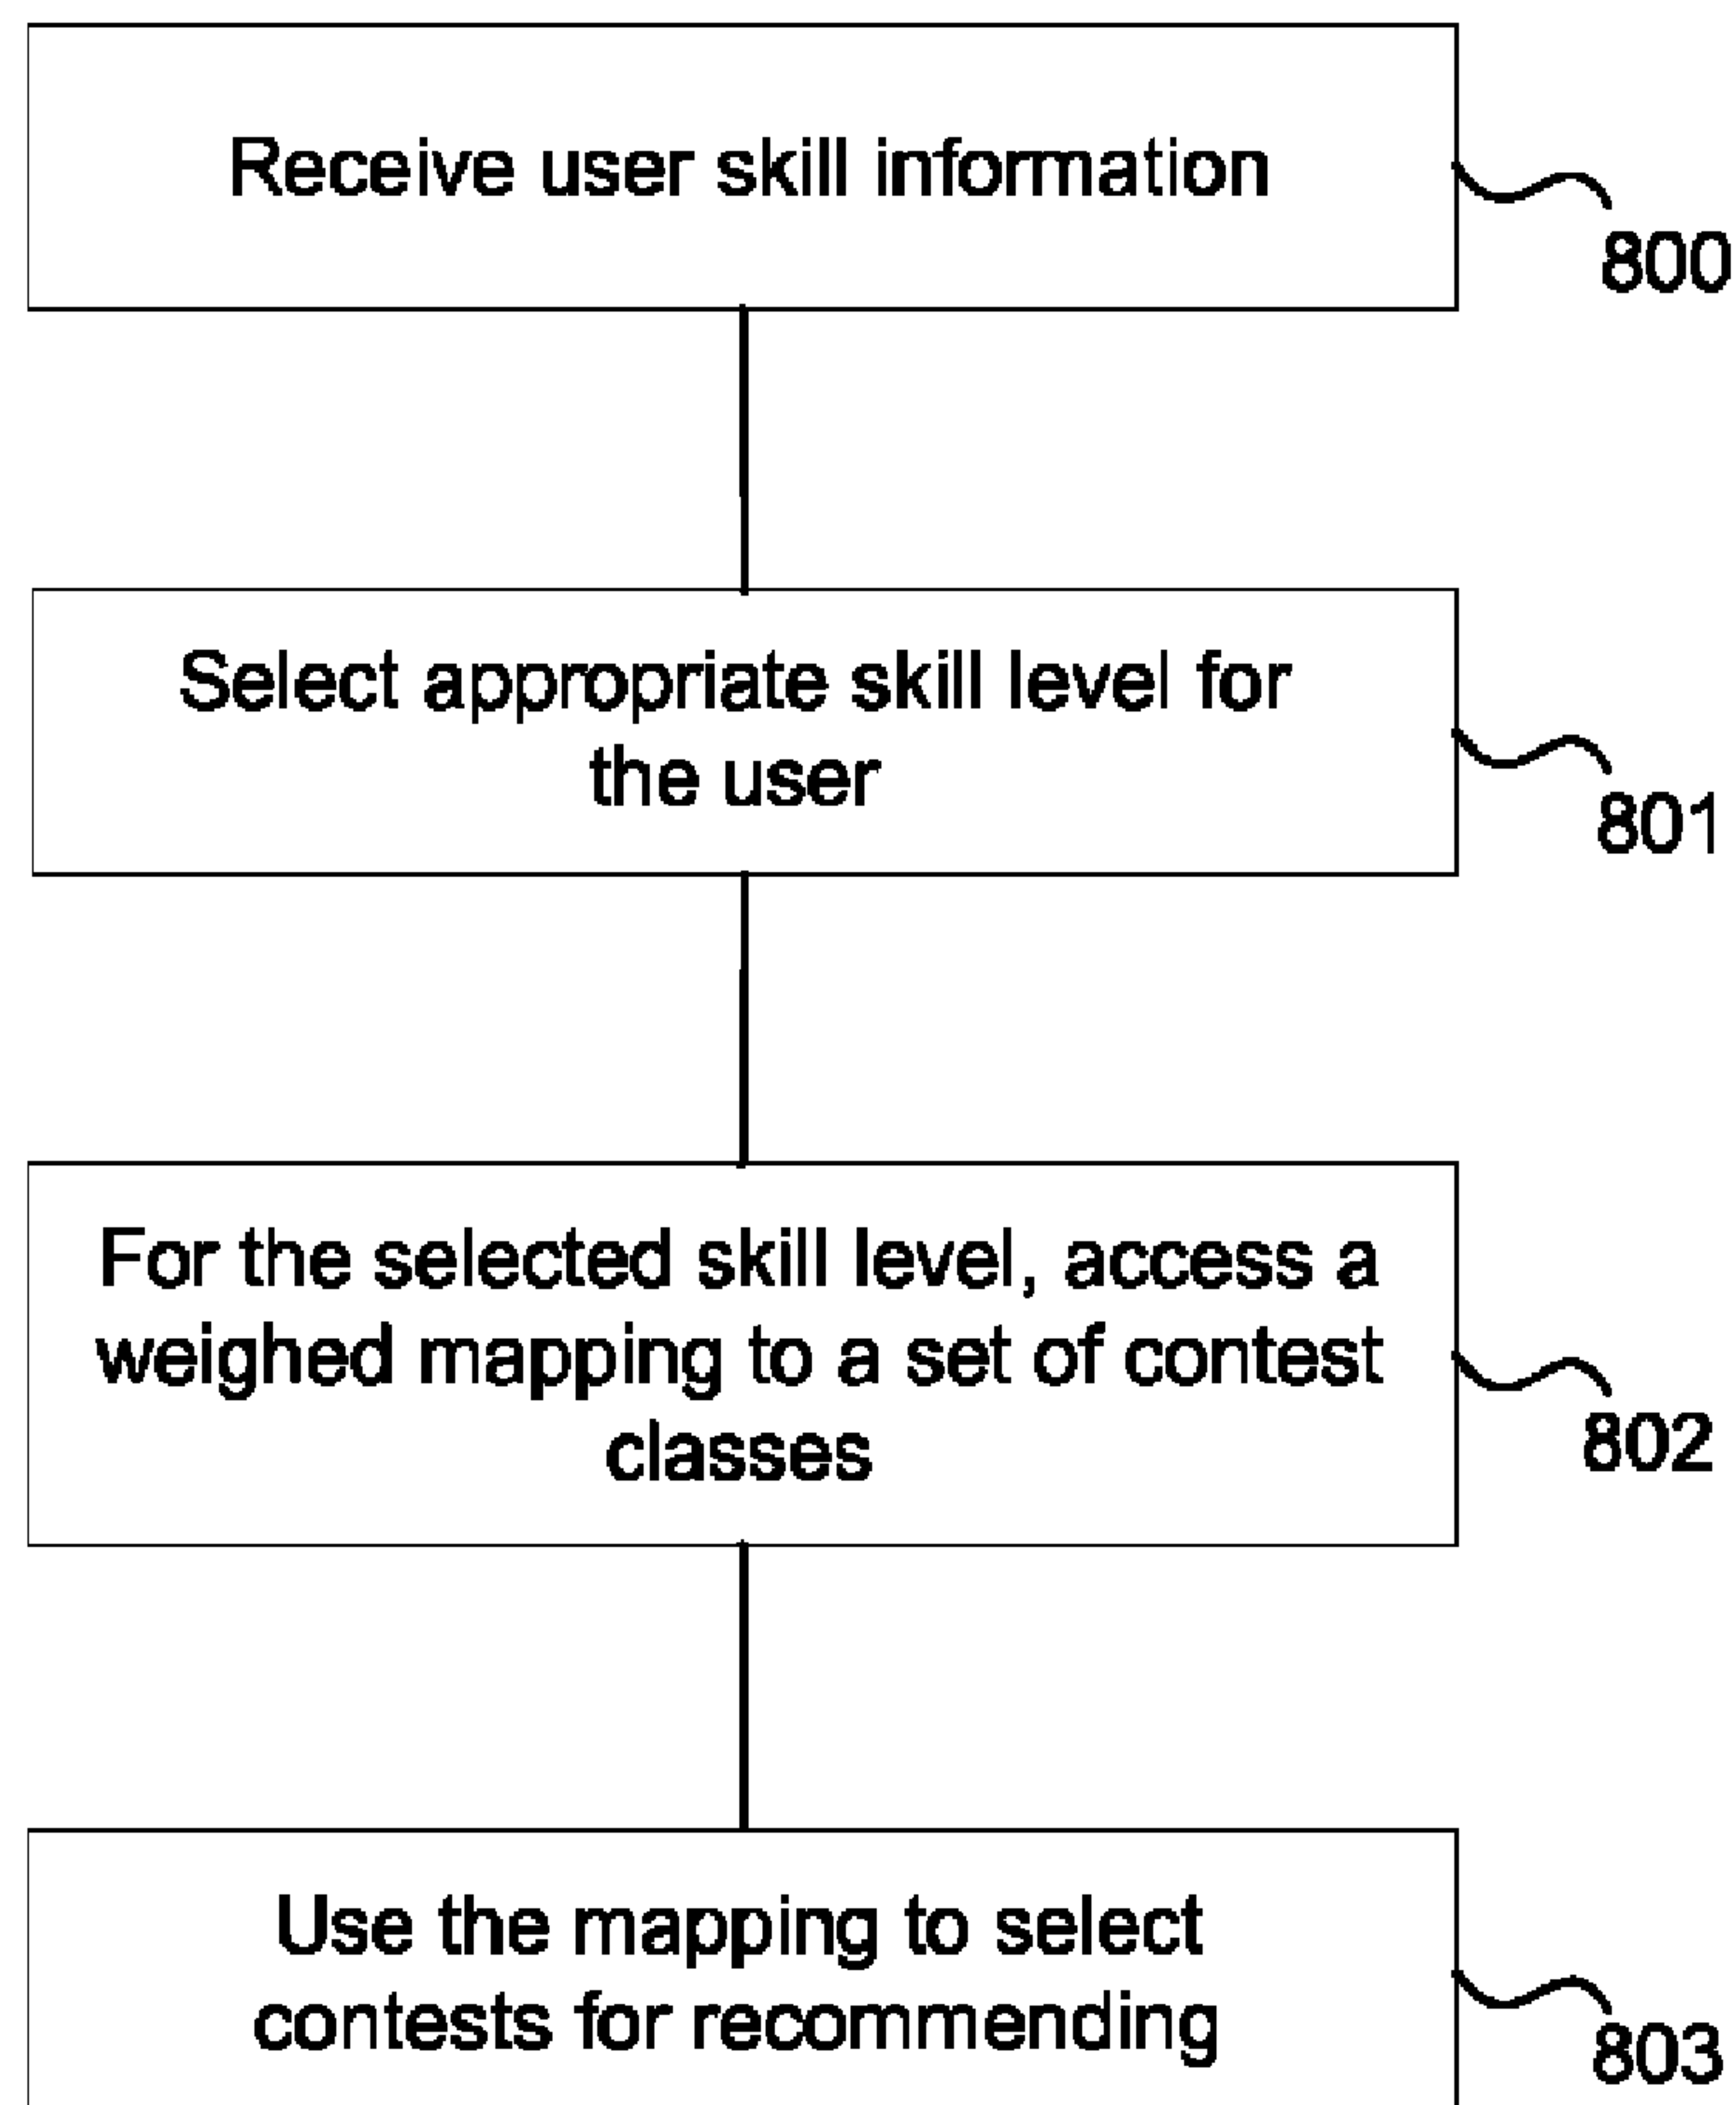 Receive user skill information
800
Select appropriate skill level for
the user
801
For the selected skill level, access a
weighed mapping to a set of contest
classes
802
Use the mapping to select
contests for recommending
803